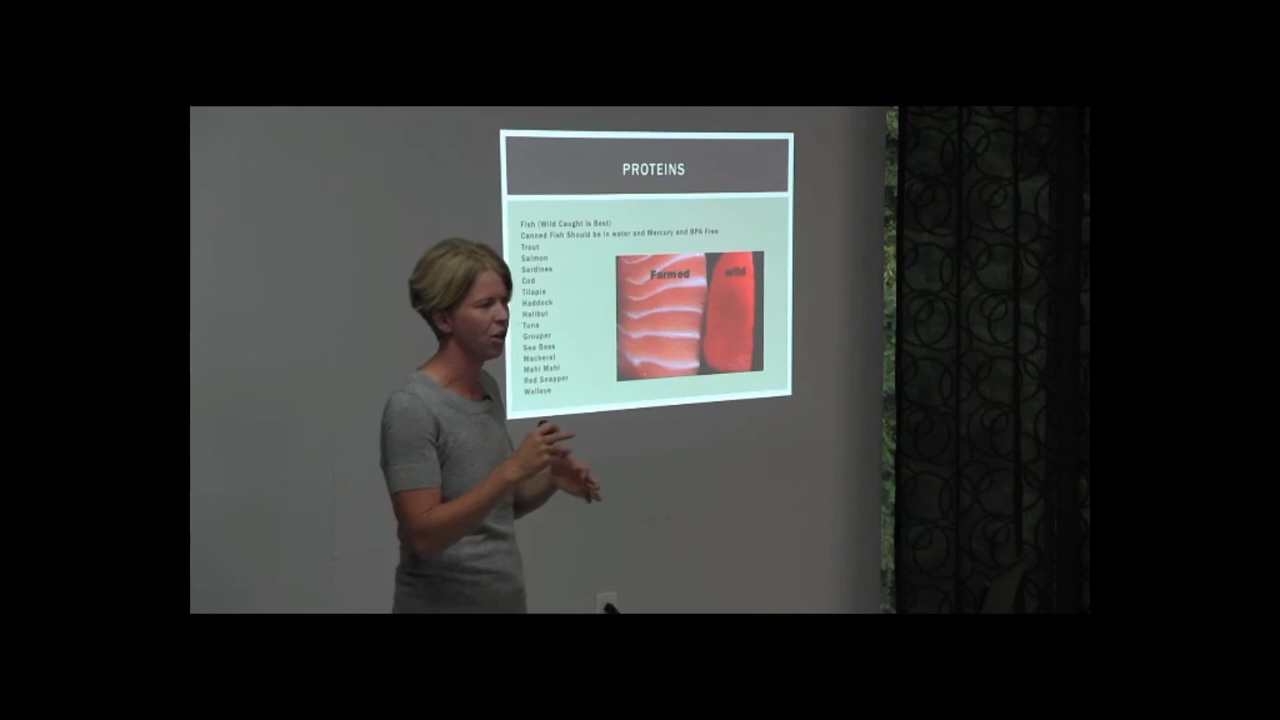 PROTEINS
Fish (Wild Caught is Best)
Canned Fish Should be in water and Mercury and BPA Free
Trout
Salmon
Sardines
Cod
Tilapia
Haddock
Halibut
Tuna
Grouper
Sea Bass
Mackerel
Mahi Mahi
Red Snapper
Walleye
Farmed
wild